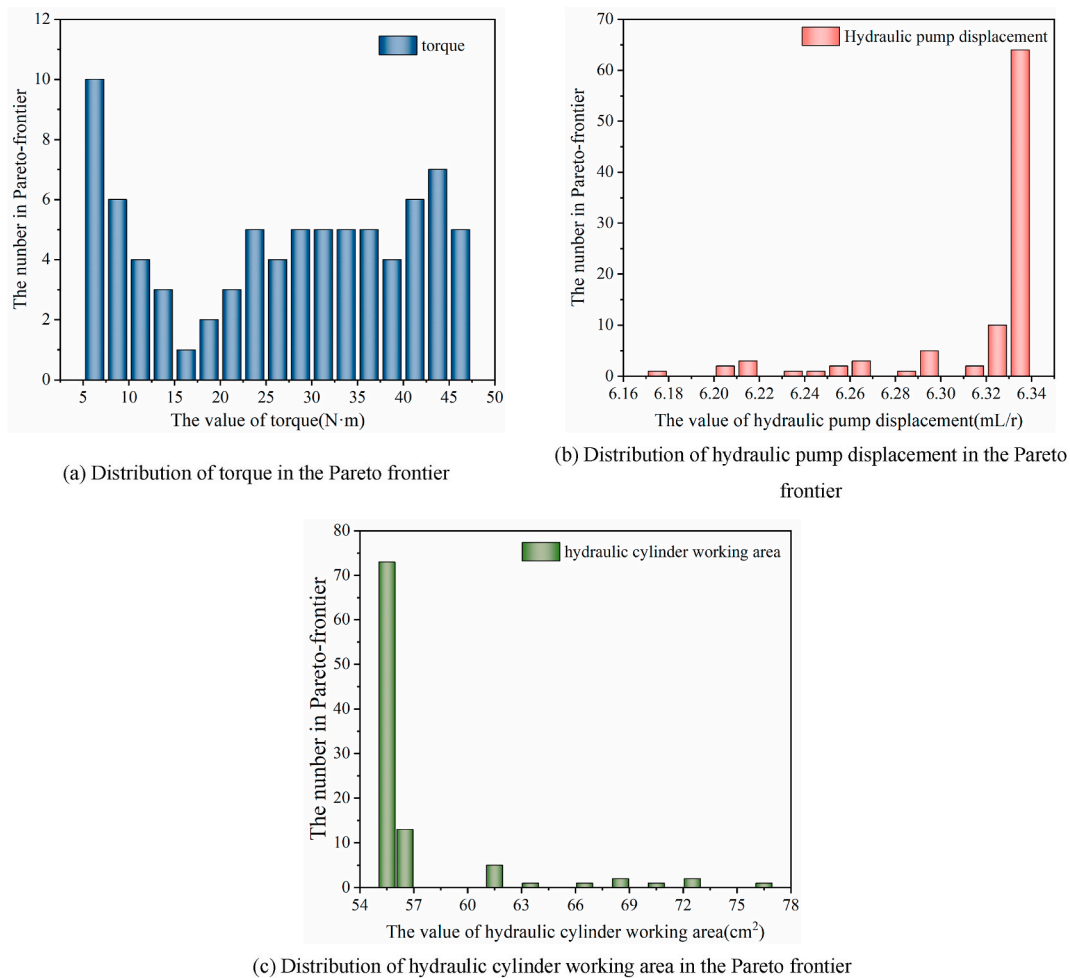 12
10
8
6
4
2
0
The nunber in Pareto-frontier
torque
5 10 15 20 25 30 35 40 45 50
The value of torque(N·m)
(a) Distribution of torque in the Pareto frontier
70
60
50
40
30
20
10
0
The nunber in Pareto-frontier
Hydraulic pump displacement
6.16 6.18 6.20 6.22 6.24 6.26 6.28 6.30 6.32 6.34
The value of hydraulic pump displacement(mL/r)
(b) Distribution of hydraulic pump displacement in the Pareto
frontier
80
70
60
50
40
30
20
10
0
The nunber in Pareto-frontier
hydraulic cylinder working area
54 57 60 63 66 69 72 75 78
The value of hydraulic cylinder working area(cm²)
(c) Distribution of hydraulic cylinder working area in the Pareto frontier